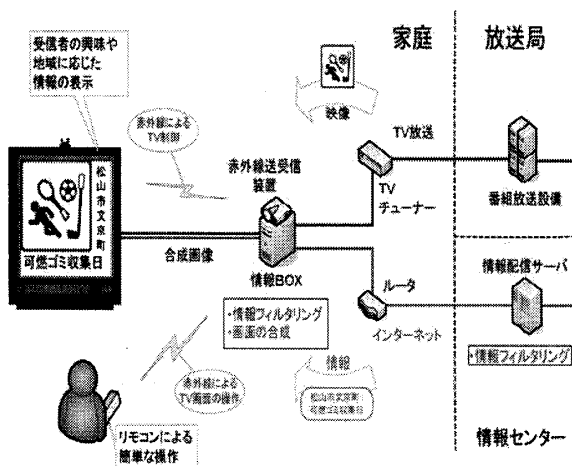 家庭
放送局
受信者の興味や
地域に応じた
情報の表示
映像
赤外線による
TV制御
TV放送
赤外線送受信
装置
TV
チューナー
番組放送設備
松山市文京町
可燃ゴミ収集日
合成画像
情報BOX
ルータ
情報配信サーバ
・情報フィルタリング
・画面の合成
インターネット
・情報フィルタリング
情報
赤外線による
TV画面の操作
松山市文京町
可燃ゴミ収集日
リモコンによる
簡単な操作
情報センター